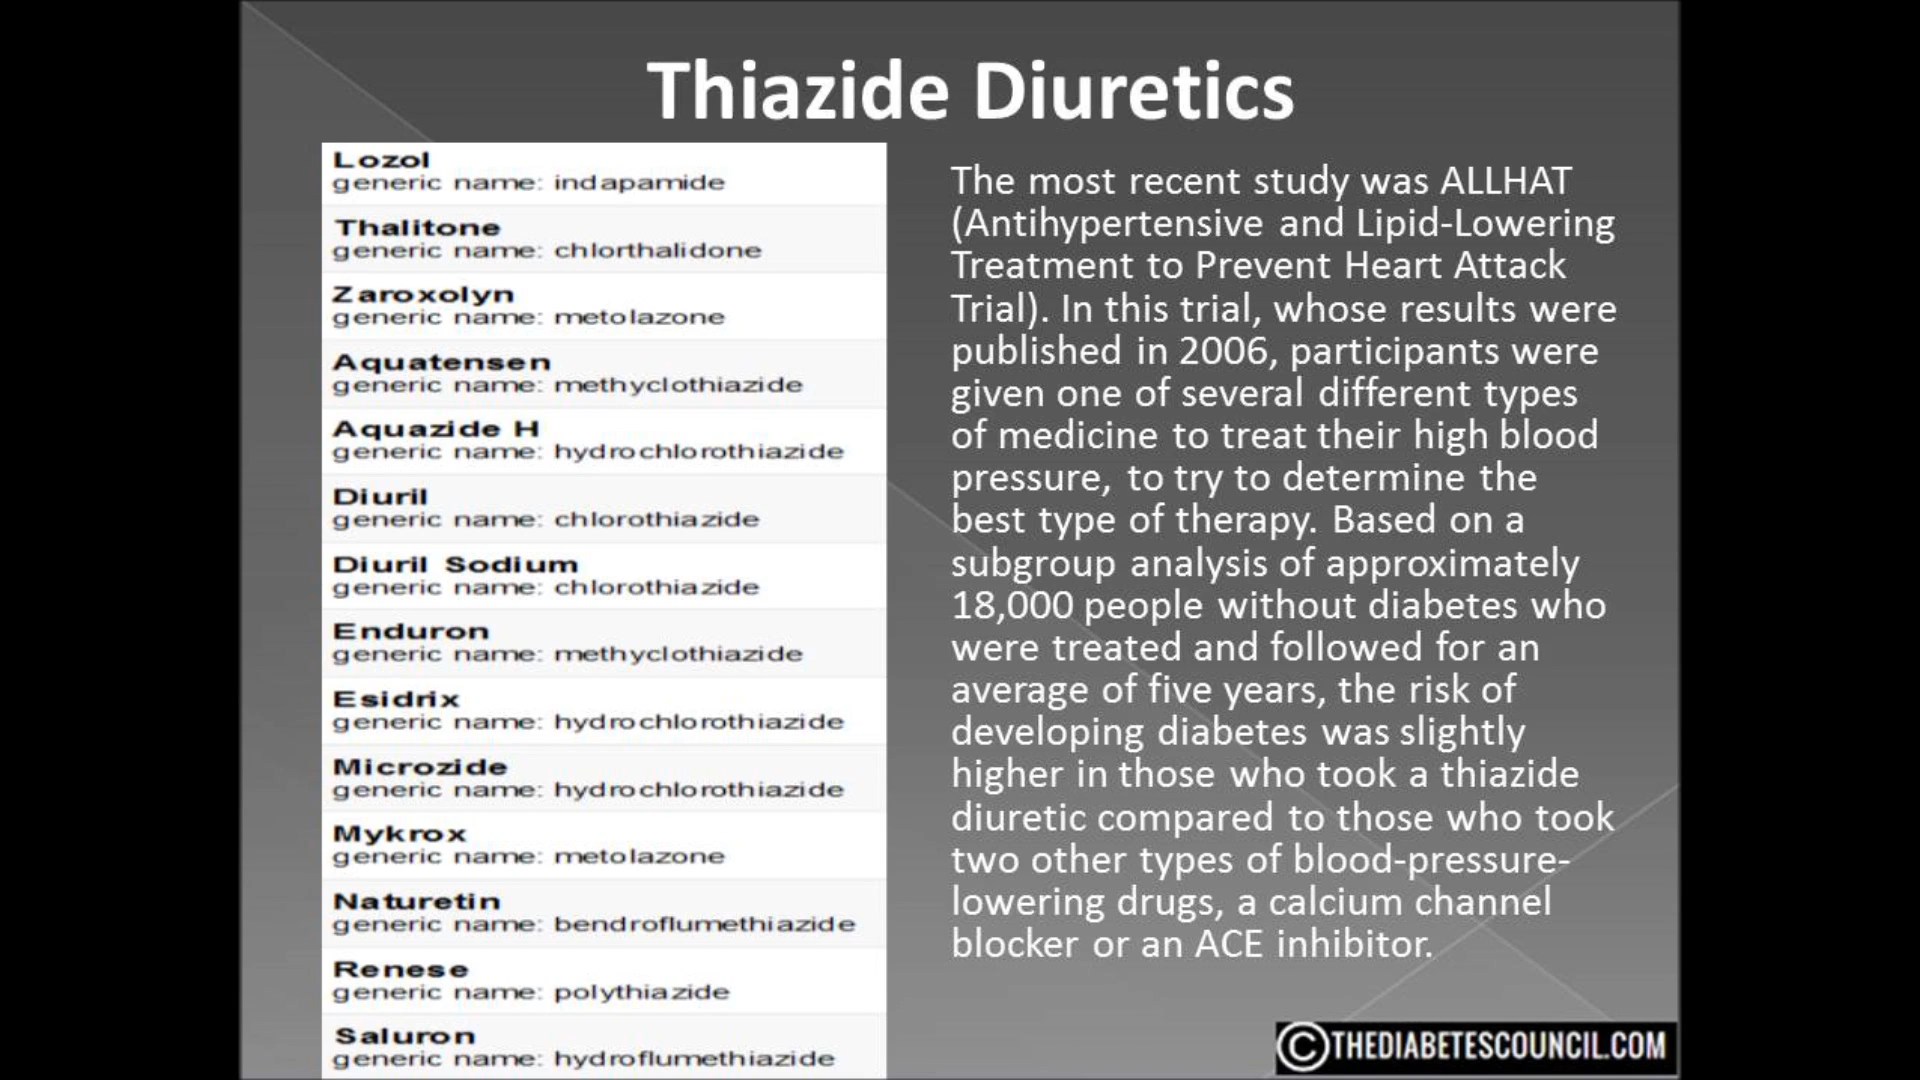 Thiazide Diuretics
Lozol
generic name: indapamide
Thalitone
generic name: chlorthalidone
Zaroxolyn
generic name: metolazone
Aquatensen
generic name: methyclothiazide
Aquazide H
generic name: hydrochlorothiazide
Diuril
generic name: chlorothiazide
Diuril Sodium
generic name: chlorothiazide
Enduron
generic name: methyclothiazide
Esidrix
generic name: hydrochlorothiazide
Microzide
generic name: hydrochlorothiazide
Mykrox
generic name: metolazone
Naturetin
generic name: bendroflumethiazide
Renese
generic name: polythiazide
Saluron
generic name: hydroflumethiazide
The most recent study was ALLHAT
(Antihypertensive and Lipid-Lowering
Treatment to Prevent Heart Attack
Trial). In this trial, whose results were
published in 2006, participants were
given one of several different types
of medicine to treat their high blood
pressure, to try to determine the
best type of therapy. Based on a
subgroup analysis of approximately
18,000 people without diabetes who
were treated and followed for an
average of five years, the risk of
developing diabetes was slightly
higher in those who took a thiazide
diuretic compared to those who took
two other types of blood-pressure-
lowering drugs, a calcium channel
blocker or an ACE inhibitor.
©THEDIABETESCOUNCIL.COM